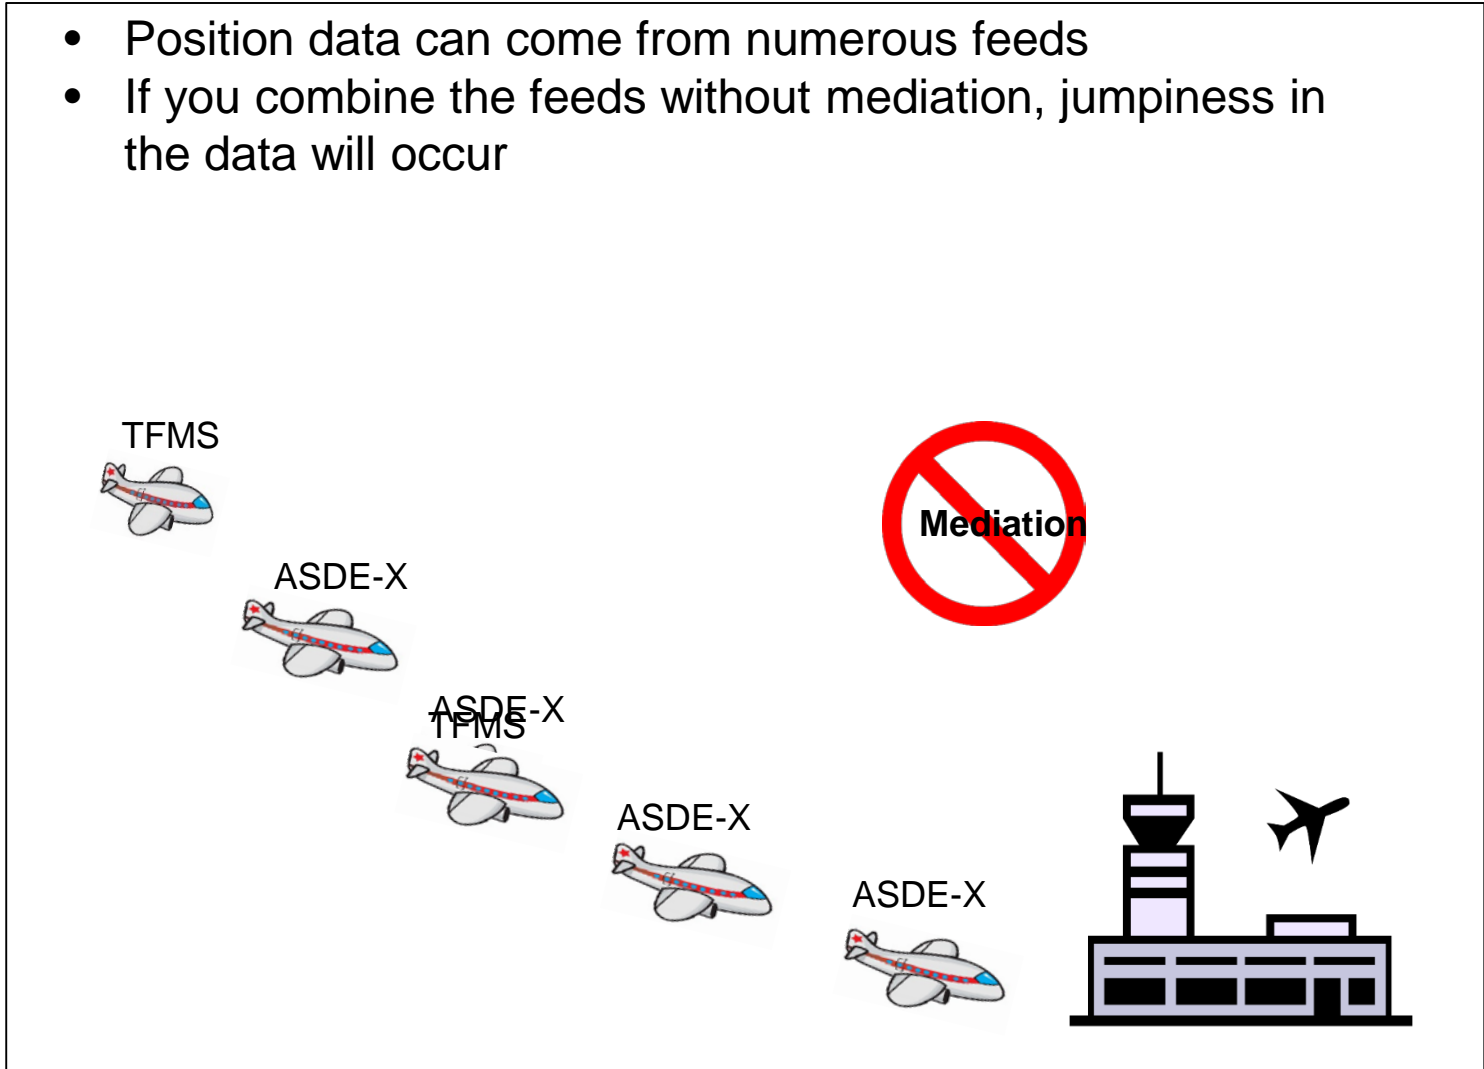 • Position data can come from numerous feeds
• If you combine the feeds without mediation, jumpiness in
the data will occur
TFMS
Mediation
ASDE-X
ASDE-X
TFMS
ASDE-X
ASDE-X